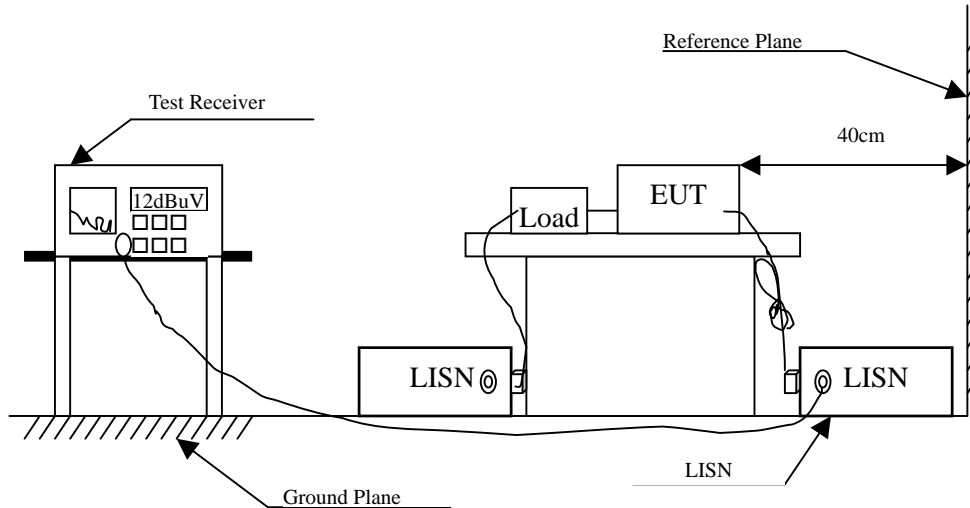 Reference Plane
Test Receiver
40cm
12dBuV
EUT
Load
LISN
LISN
LISN
Ground Plane